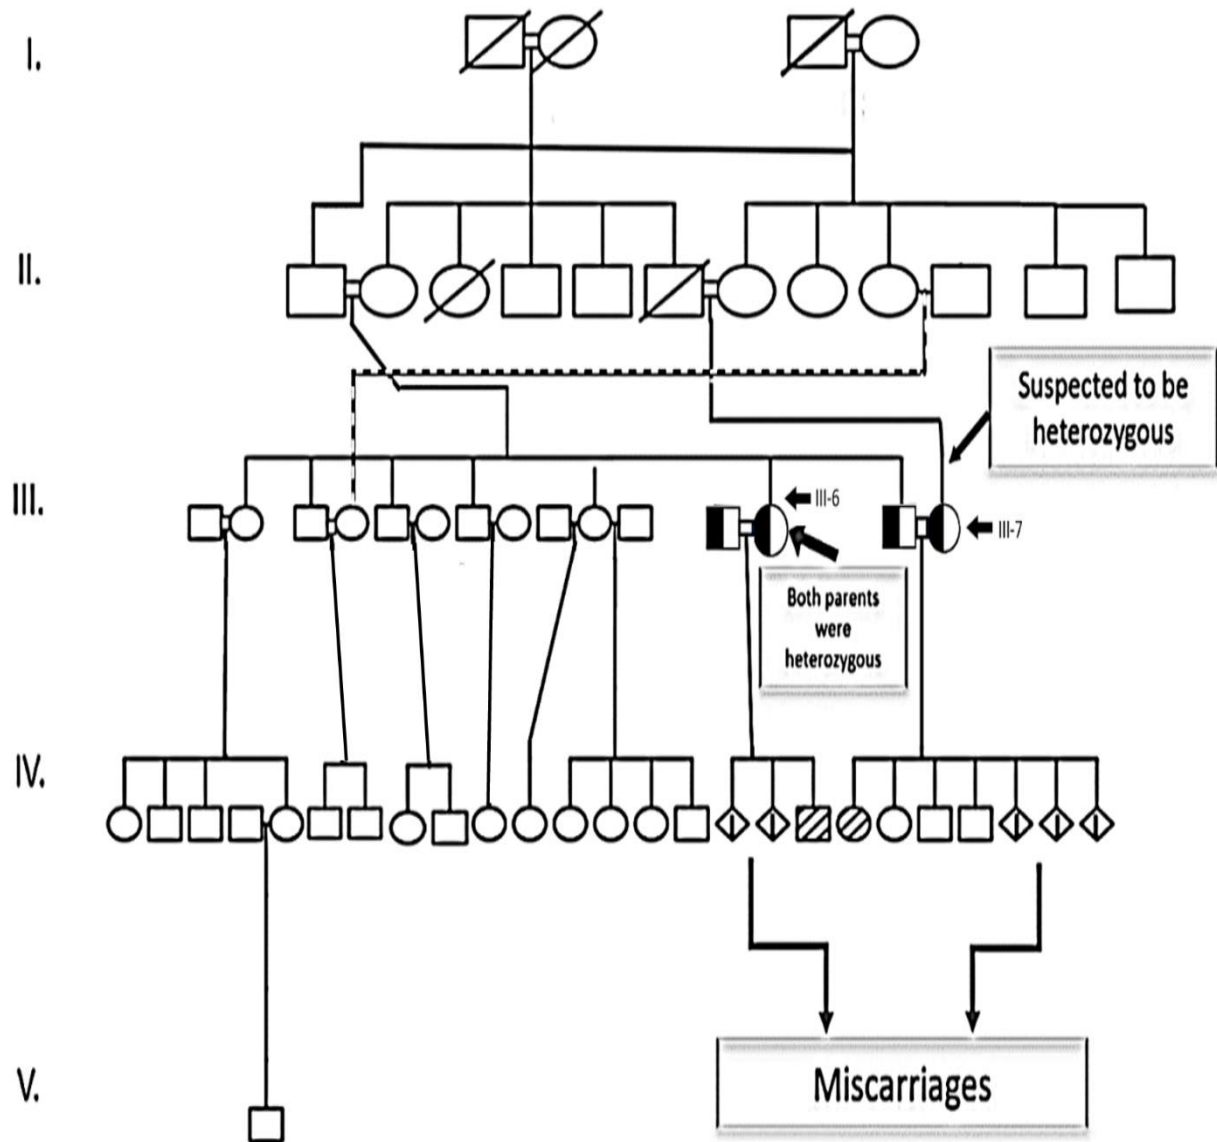 I.
II.
Suspected to be
heterozygous
III.
III-6
III-7
Both parents
were
heterozygous
IV.
Miscarriages
V.